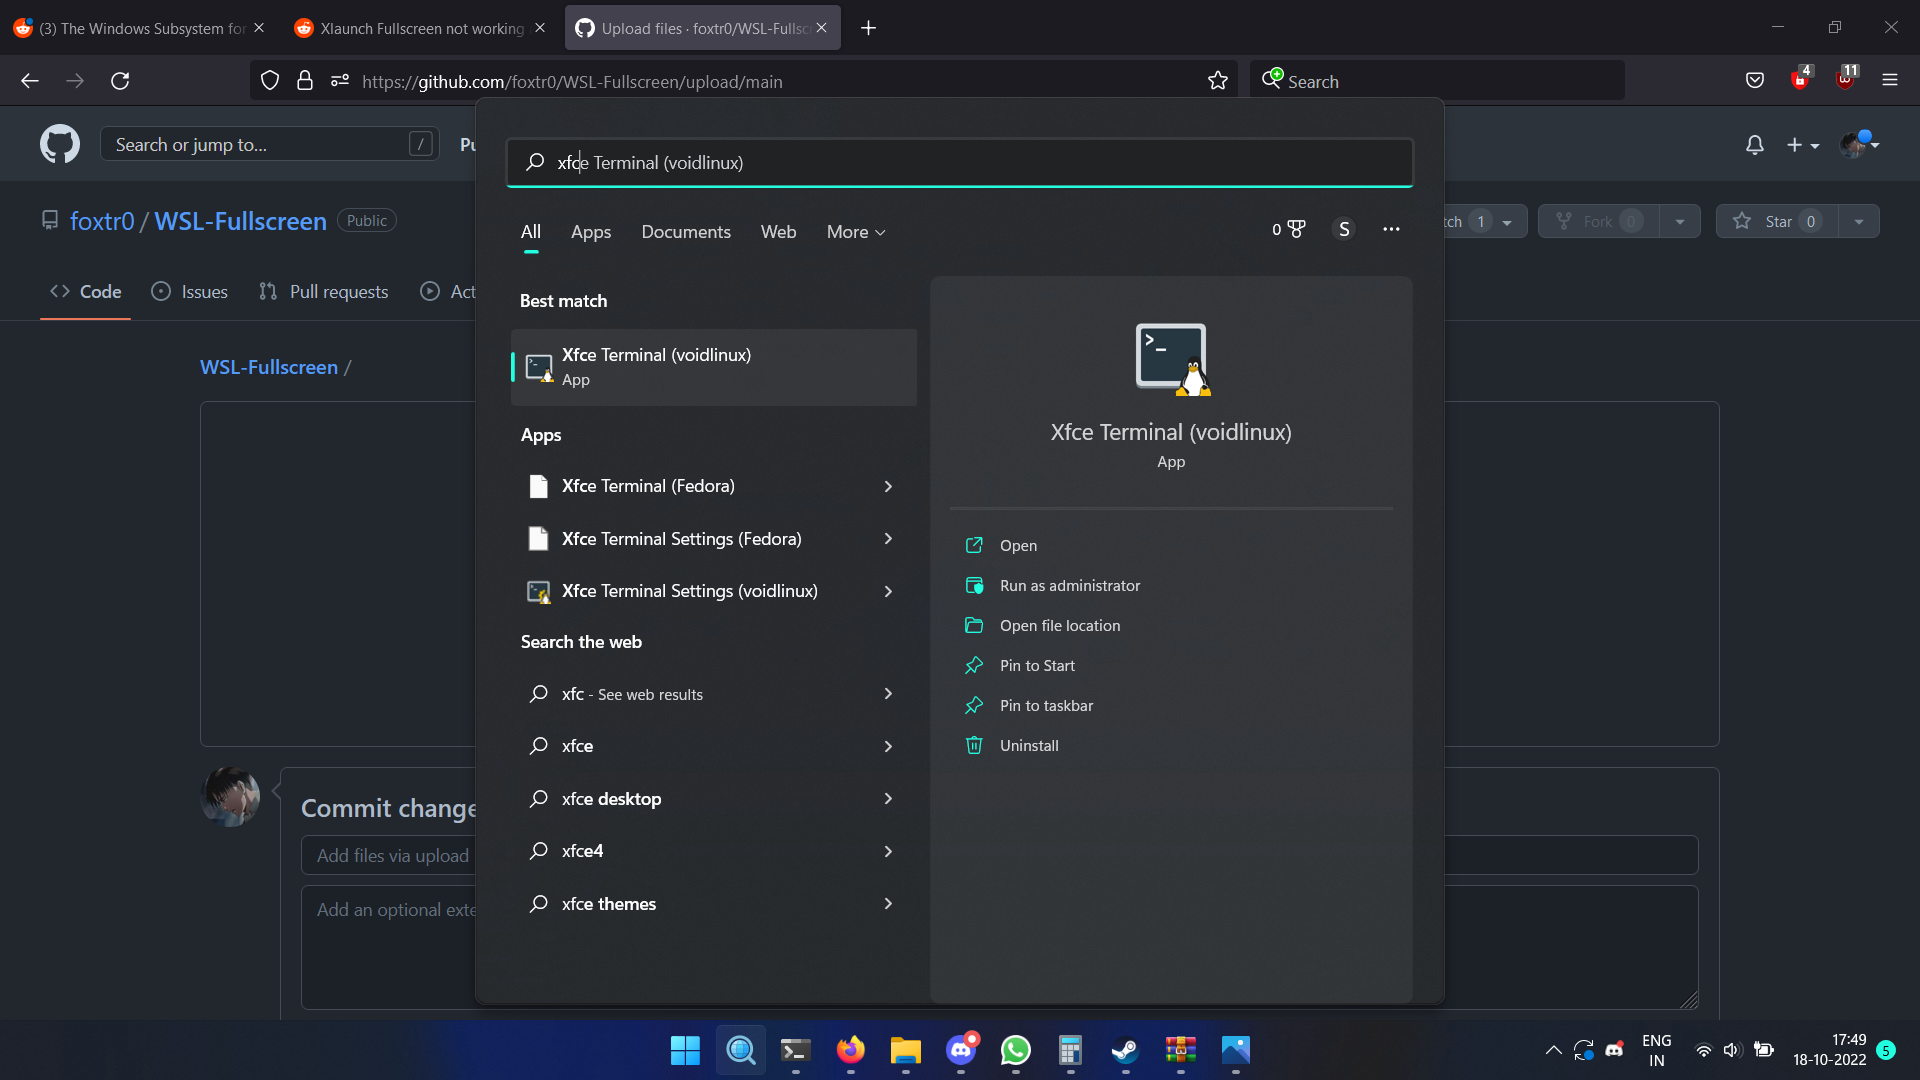 (3) The Windows Subsystem for
Xlaunch Fullscreen not working
Upload files · foxtr0/WSL-Fullsc
https://github.com/foxtr0/WSL-Fullscreen/upload/main
Search
4
11
Search or jump to...
/
Pu
xfce Terminal (voidlinux)
foxtr0 / WSL-Fullscreen
Public
tch 1
Fork 0
Star 0
All
Apps
Documents
Web
More
0
S
Code
Issues
Pull requests
Act
WSL-Fullscreen /
Best match
Xfce Terminal (voidlinux)
App
Apps
Xfce Terminal (Fedora)
Xfce Terminal Settings (Fedora)
Xfce Terminal Settings (voidlinux)
Search the web
xfc - See web results
xfce
xfce desktop
xfce4
xfce themes
Xfce Terminal (voidlinux)
App
Open
Run as administrator
Open file location
Pin to Start
Pin to taskbar
Uninstall
Commit change
Add files via upload
Add an optional exte
ENG
IN
17:49
18-10-2022
5